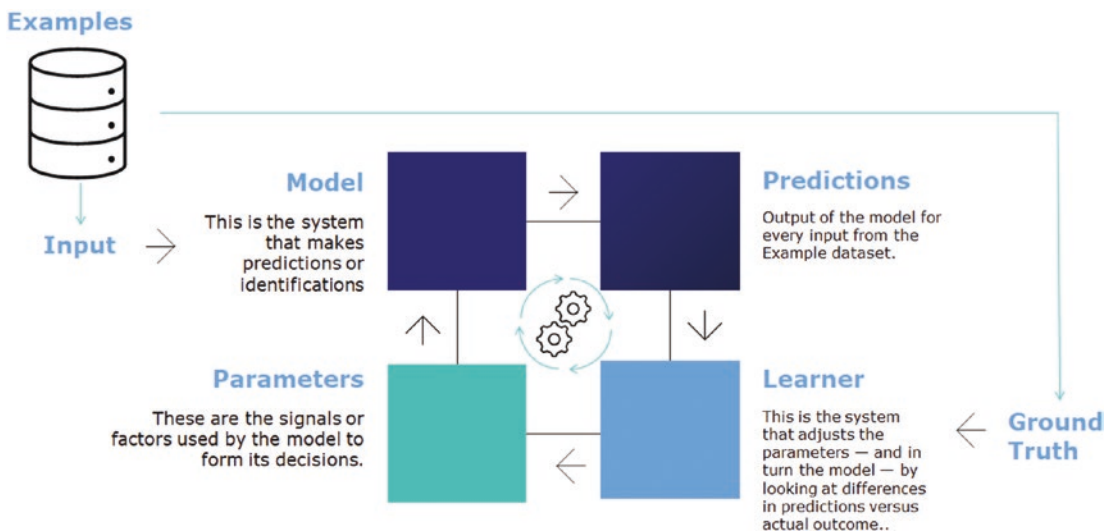 Examples
Input
Model
This is the system
that makes
predictions or
identifications
Predictions
Output of the model for
every input from the
Example dataset.
Parameters
These are the signals or
factors used by the model to
form its decisions.
Learner
This is the system
that adjusts the
parameters — and in
turn the model — by
looking at differences
in predictions versus
actual outcome..
Ground
Truth